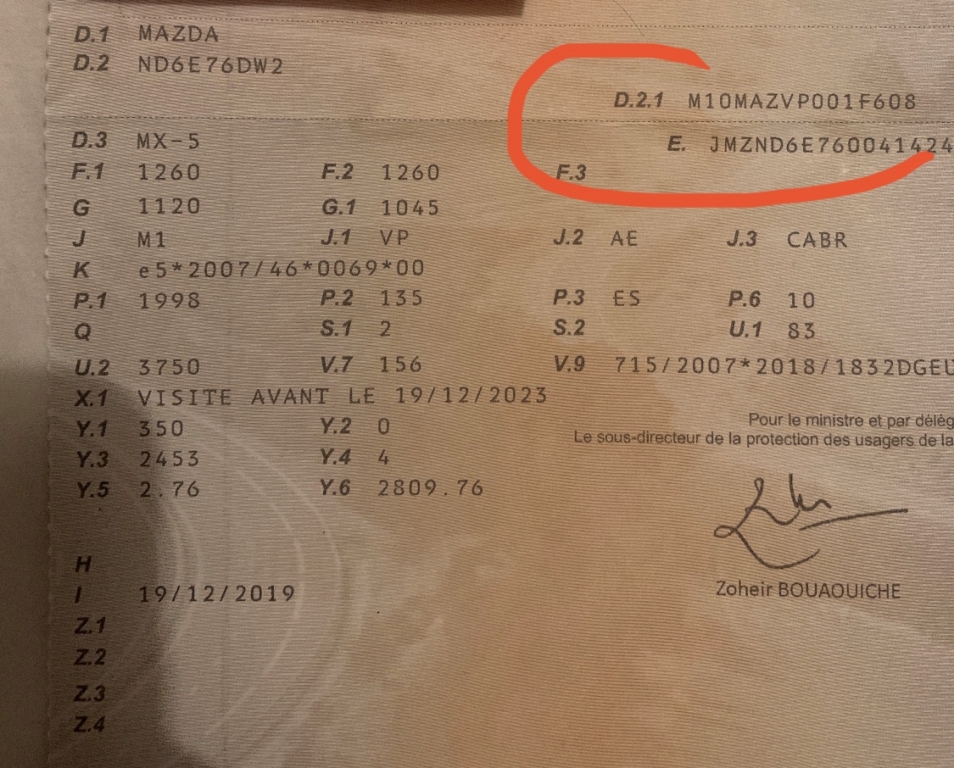 D.1 MAZDA
D.2 ND6E76DW2
D.2.1 M10MAZVP001F608
D.3 MX-5 E. JMZND6E760041424
F.1 1260 F.2 1260 F.3
G 1120 G.1 1045
J M1 J.1 VP J.2 AE J.3 CABR
K e5*2007/46*0069*00
P.1 1998 P.2 135 P.3 ES P.6 10
Q S.1 2 S.2 U.1 83
U.2 3750 V.7 156 V.9 715/2007*2018/1832DGEU
X.1 VISITE AVANT LE 19/12/2023
Y.1 350 Y.2 0
Pour le ministre et par délég
Le sous-directeur de la protection des usagers de la
Y.3 2453 Y.4 4
Y.5 2.76 Y.6 2809.76
H
I 19/12/2019
Zoheir BOUAOUICHE
Z.1
Z.2
Z.3
Z.4